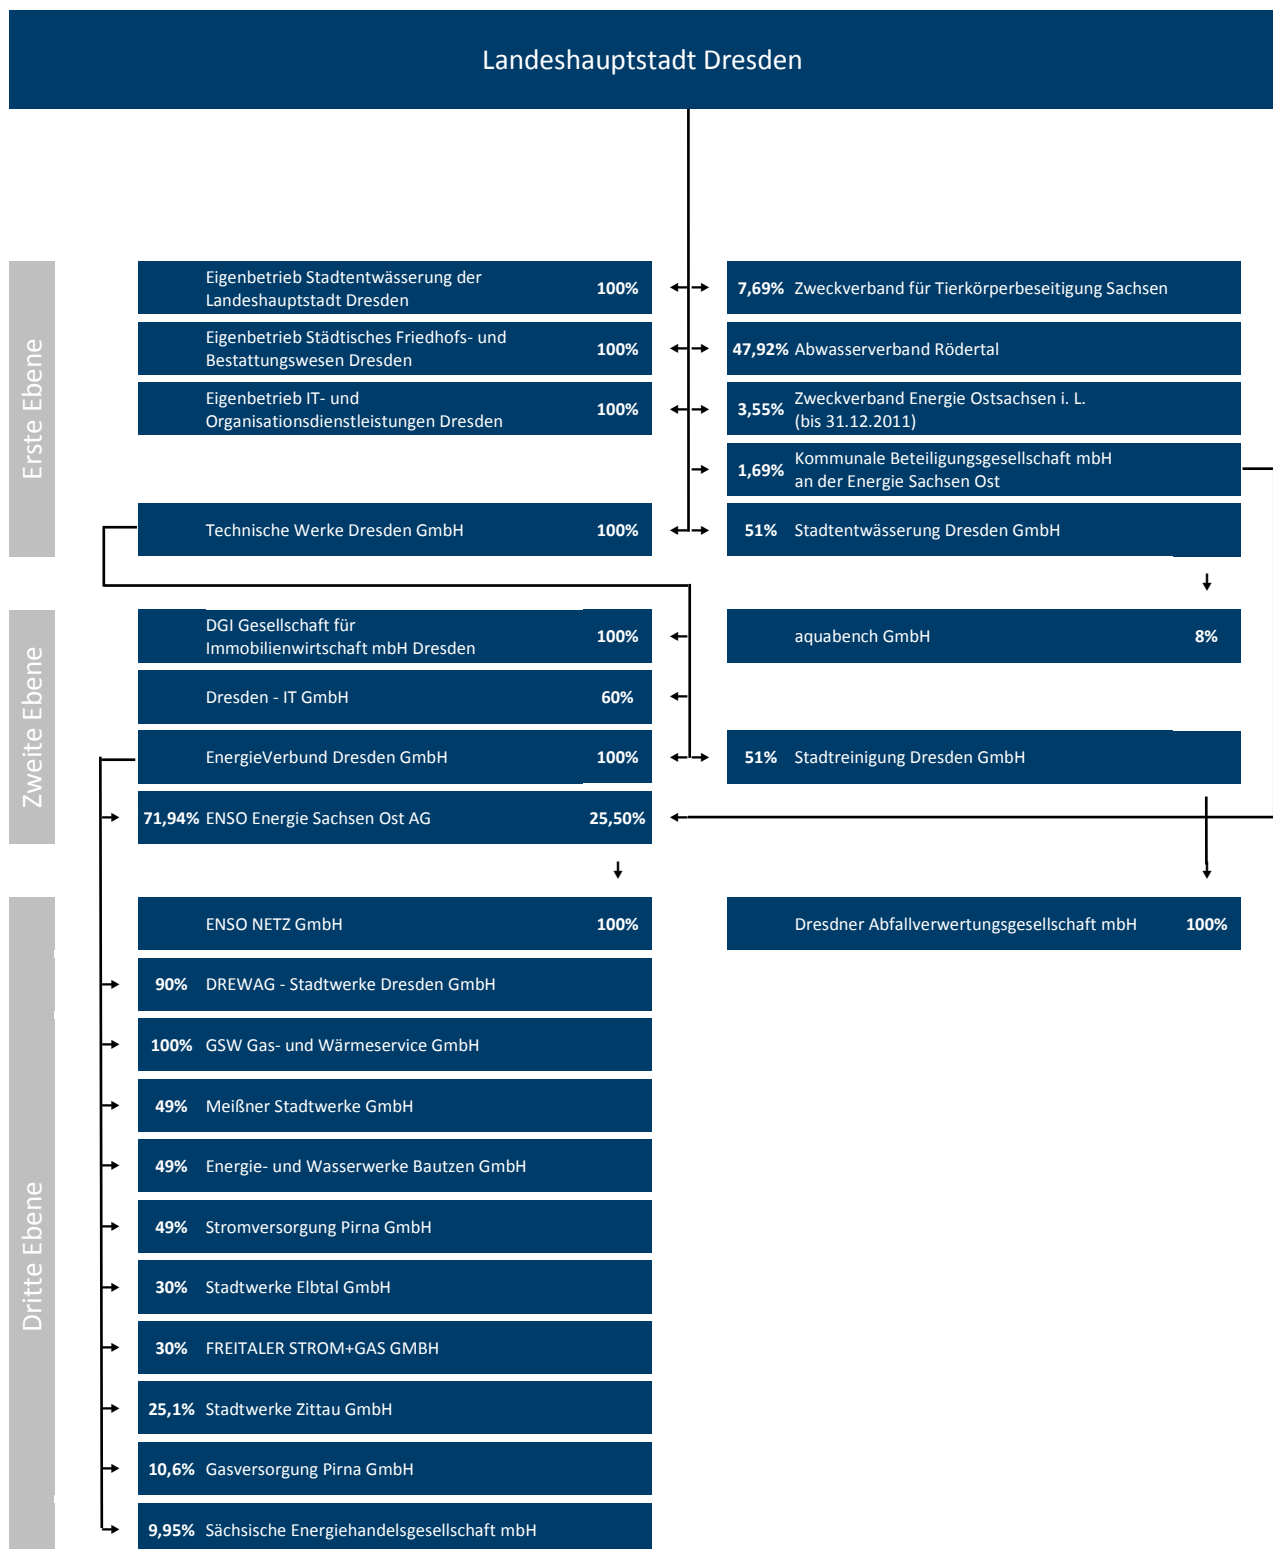 Landeshauptstadt Dresden
Erste Ebene
Eigenbetrieb Stadtentwässerung der
Landeshauptstadt Dresden
100%
7,69% Zweckverband für Tierkörperbeseitigung Sachsen
Eigenbetrieb Städtisches Friedhofs- und
Bestattungswesen Dresden
100%
47,92% Abwasserverband Rödertal
Eigenbetrieb IT- und
Organisationsdienstleistungen Dresden
100%
3,55%
Zweckverband Energie Ostsachsen i. L.
(bis 31.12.2011)
1,69%
Kommunale Beteiligungsgesellschaft mbH
an der Energie Sachsen Ost
Technische Werke Dresden GmbH 100%
51% Stadtentwässerung Dresden GmbH
Zweite Ebene
DGI Gesellschaft für
Immobilienwirtschaft mbH Dresden
100%
aquabench GmbH 8%
Dresden - IT GmbH 60%
EnergieVerbund Dresden GmbH 100%
51% Stadtreinigung Dresden GmbH
71,94% ENSO Energie Sachsen Ost AG 25,50%
Dritte Ebene
ENSO NETZ GmbH 100%
Dresdner Abfallverwertungsgesellschaft mbH 100%
90% DREWAG - Stadtwerke Dresden GmbH
100% GSW Gas- und Wärmeservice GmbH
49% Meißner Stadtwerke GmbH
49% Energie- und Wasserwerke Bautzen GmbH
49% Stromversorgung Pirna GmbH
30% Stadtwerke Elbtal GmbH
30% FREITALER STROM+GAS GMBH
25,1% Stadtwerke Zittau GmbH
10,6% Gasversorgung Pirna GmbH
9,95% Sächsische Energiehandelsgesellschaft mbH